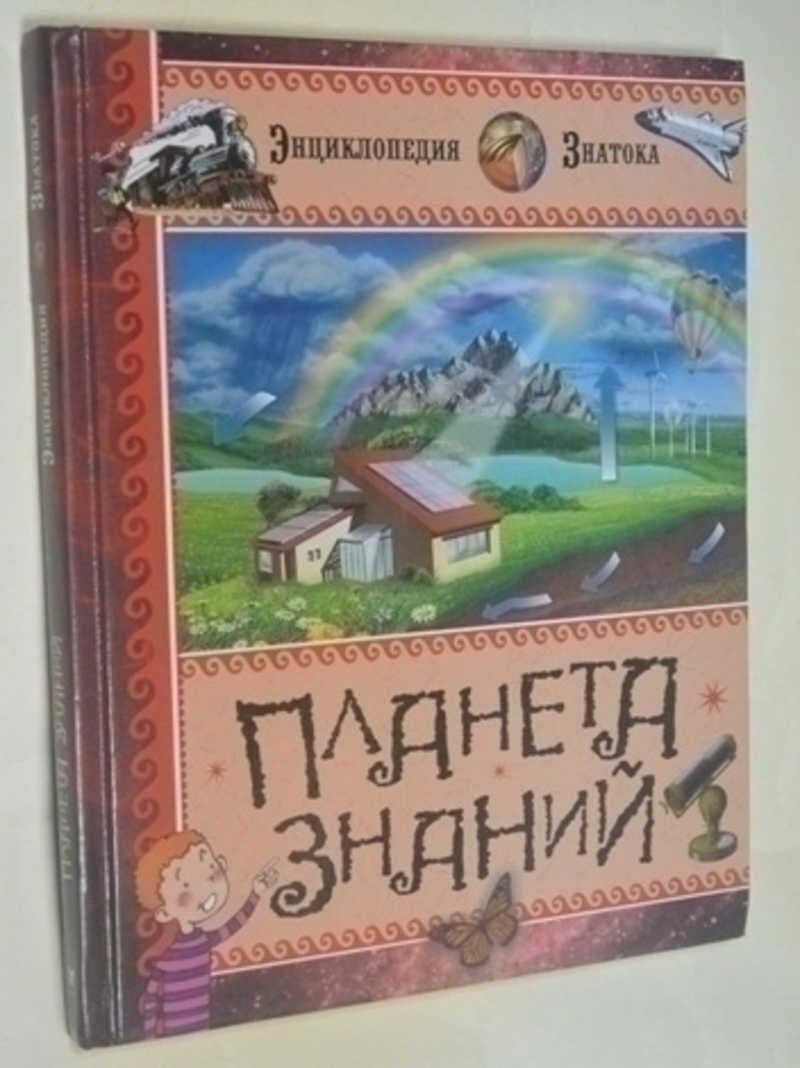 Энциклопедия Знатока
Планета
Знаний
Планета Знаний Энциклопедия Знатока